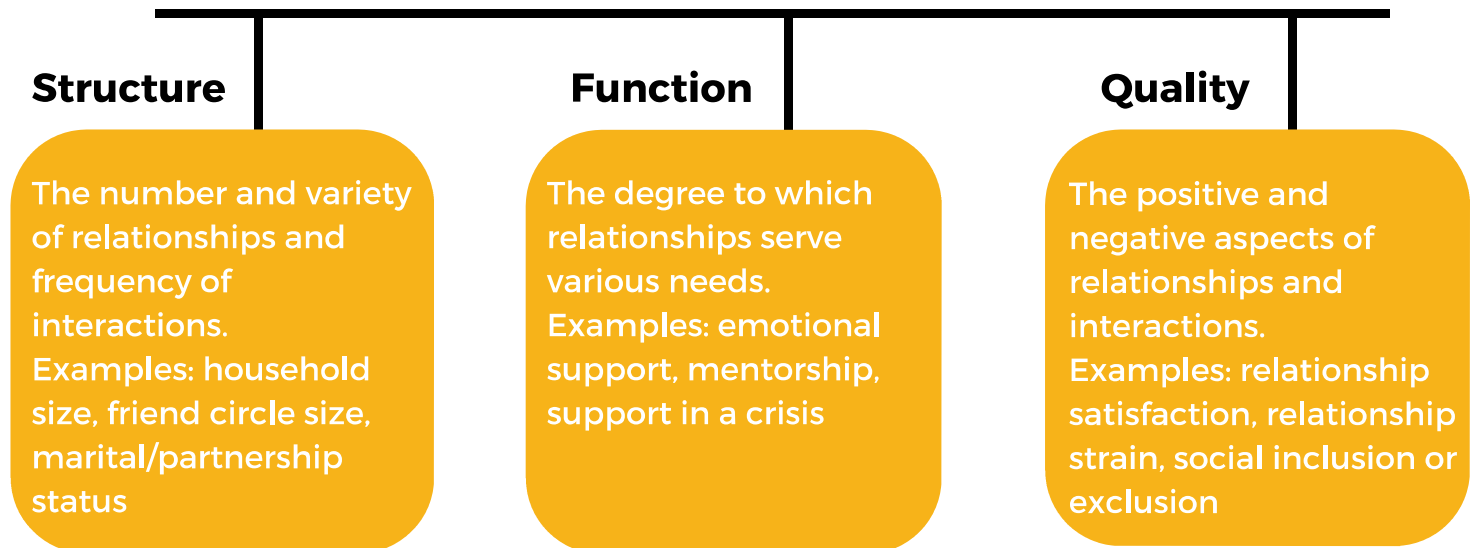 Structure
The number and variety
of relationships and
frequency of
interactions.
Examples: household
size, friend circle size,
marital/partnership
status
Function
The degree to which
relationships serve
various needs.
Examples: emotional
support, mentorship,
support in a crisis
Quality
The positive and
negative aspects of
relationships and
interactions.
Examples: relationship
satisfaction, relationship
strain, social inclusion or
exclusion